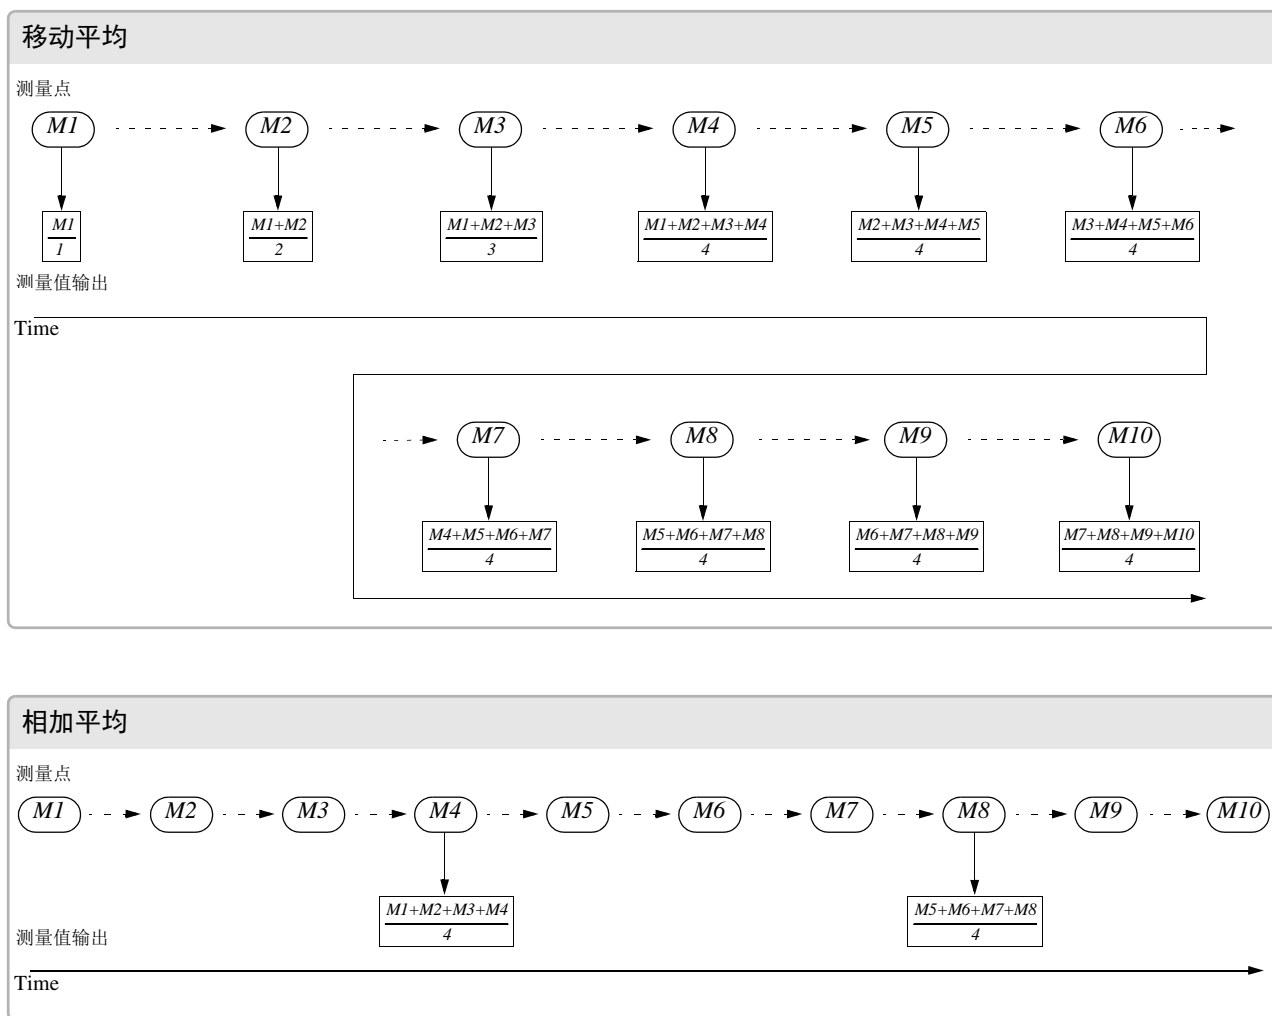 移动平均
测量点
M1 M2 M3 M4 M5 M6
M1 M1+M2 M1+M2+M3 M1+M2+M3+M4 M2+M3+M4+M5 M3+M4+M5+M6
1 2 3 4 4 4
测量值输出
Time
M7 M8 M9 M10
M4+M5+M6+M7 M5+M6+M7+M8 M6+M7+M8+M9 M7+M8+M9+M10
4 4 4 4
相加平均
测量点
M1 M2 M3 M4 M5 M6 M7 M8 M9 M10
M1+M2+M3+M4 M5+M6+M7+M8
4 4
测量值输出
Time